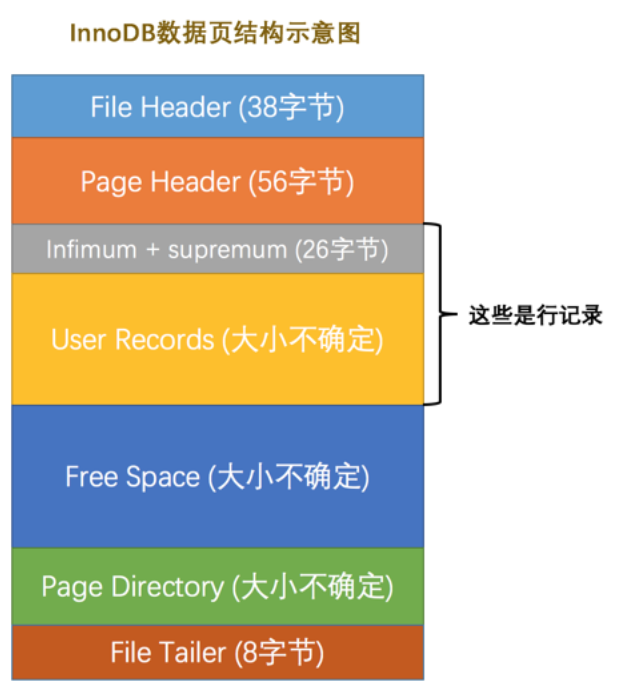 InnoDB数据页结构示意图
File Header (38字节)
Page Header (56字节)
Infimum + supremum (26字节)
User Records (大小不确定)
这些是行记录
Free Space (大小不确定)
Page Directory (大小不确定)
File Tailer (8字节)